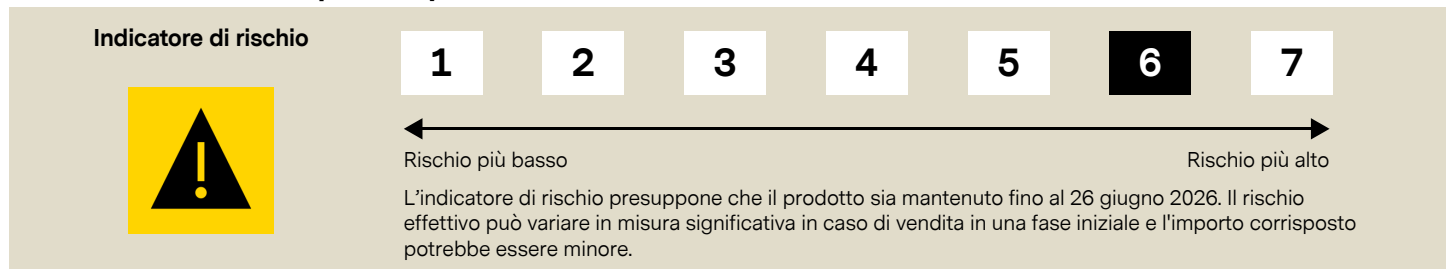 Indicatore di rischio
1 2 3 4 5 6 7
Rischio più basso Rischio più alto
L’indicatore di rischio presuppone che il prodotto sia mantenuto fino al 26 giugno 2026. Il rischio
effettivo può variare in misura significativa in caso di vendita in una fase iniziale e l'importo corrisposto
potrebbe essere minore.